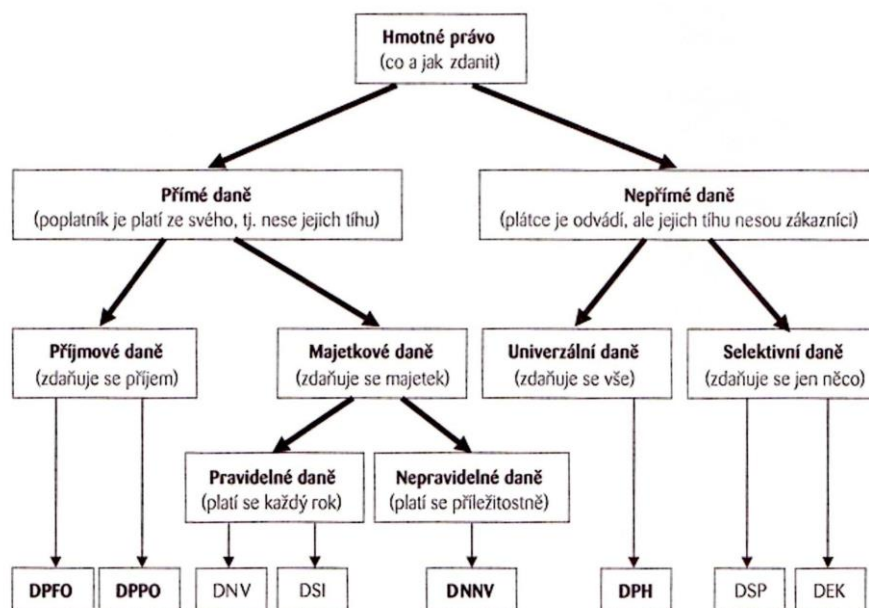 Hmotné právo
(co a jak zdanit)
Přímé daně
(poplatník je platí ze svého, tj. nese jejich tíhu)
Nepřímé daně
(plátce je odvádí, ale jejich tíhu nesou zákazníci)
Příjmové daně
(zdaňuje se příjem)
Majetkové daně
(zdaňuje se majetek)
Univerzální daně
(zdaňuje se vše)
Selektivní daně
(zdaňuje se jen něco)
Pravidelné daně
(platí se každý rok)
Nepravidelné daně
(platí se příležitostně)
DPFO
DPPO
DNV
DSI
DNNV
DPH
DSP
DEK